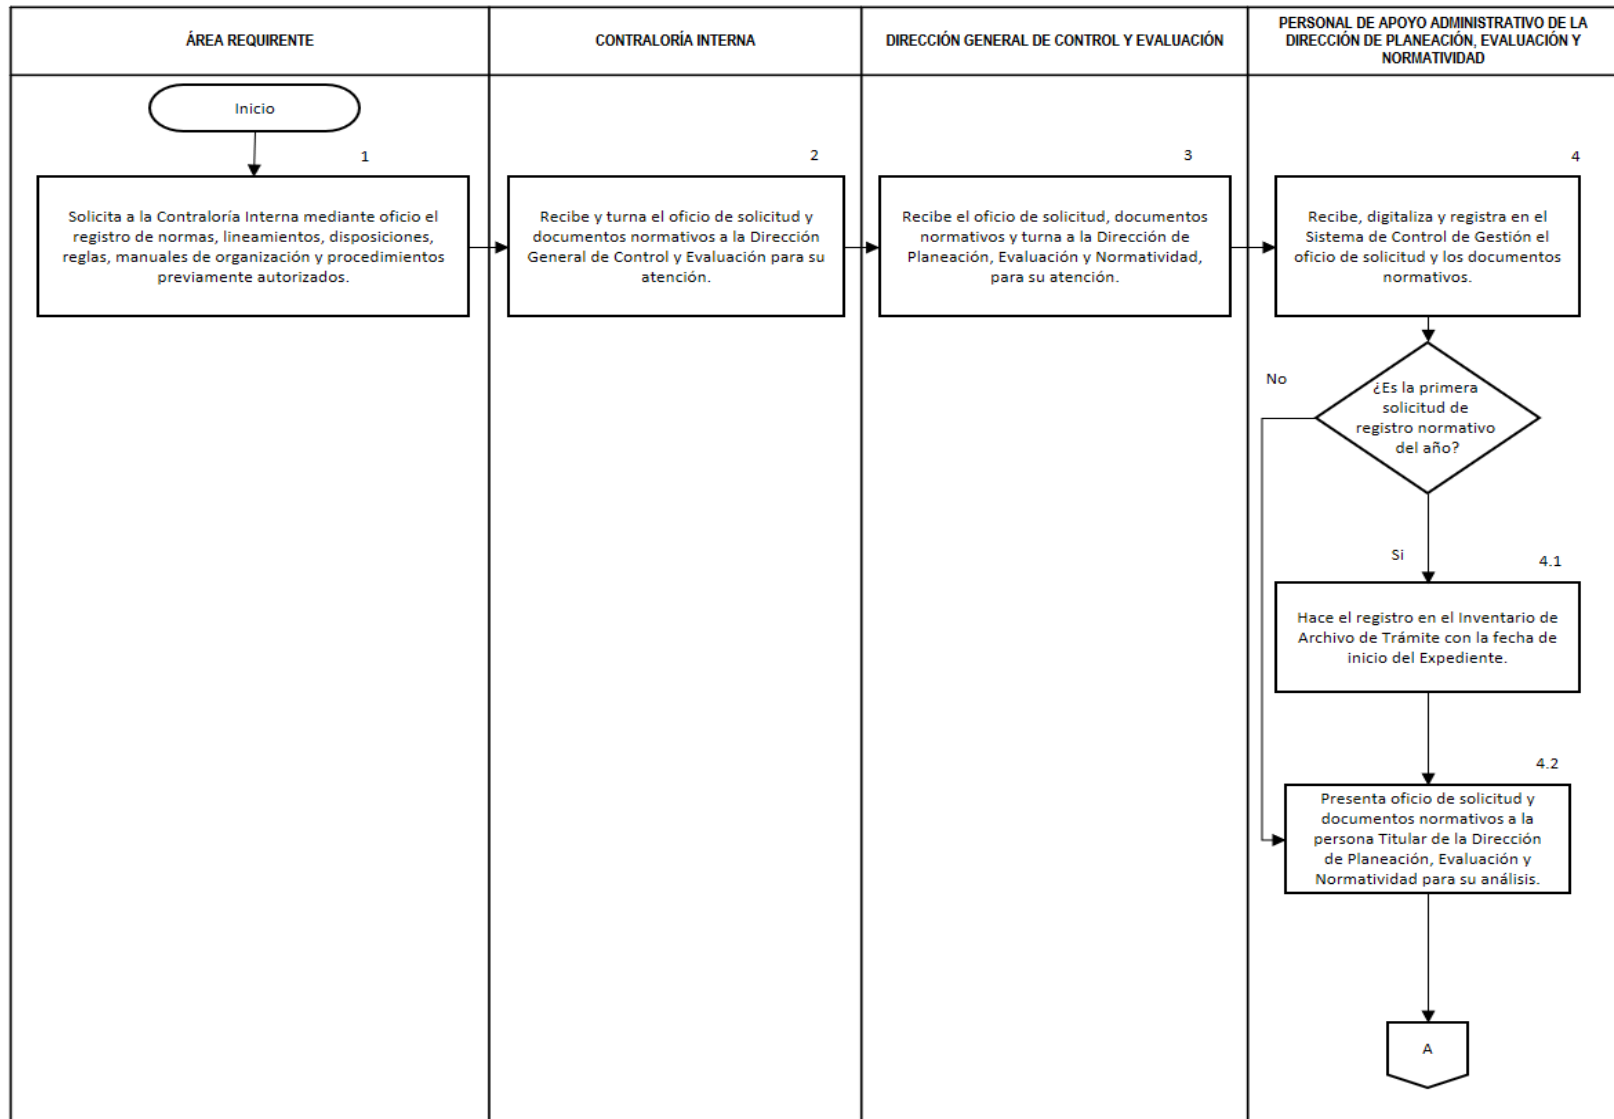 ÁREA REQUIRENTE
CONTRALORÍA INTERNA
DIRECCIÓN GENERAL DE CONTROL Y EVALUACIÓN
PERSONAL DE APOYO ADMINISTRATIVO DE LA
DIRECCIÓN DE PLANEACIÓN, EVALUACIÓN Y
NORMATIVIDAD
Inicio
1
Solicita a la Contraloría Interna mediante oficio el
registro de normas, lineamientos, disposiciones,
reglas, manuales de organización y procedimientos
previamente autorizados.
2
Recibe y turna el oficio de solicitud y
documentos normativos a la Dirección
General de Control y Evaluación para su
atención.
3
Recibe el oficio de solicitud, documentos
normativos y turna a la Dirección de
Planeación, Evaluación y Normatividad,
para su atención.
4
Recibe, digitaliza y registra en el
Sistema de Control de Gestión el
oficio de solicitud y los documentos
normativos.
¿Es la primera
solicitud de
registro normativo
del año?
No
Si
4.1
Hace el registro en el Inventario de
Archivo de Trámite con la fecha de
inicio del Expediente.
4.2
Presenta oficio de solicitud y
documentos normativos a la
persona Titular de la Dirección
de Planeación, Evaluación y
Normatividad para su análisis.
A